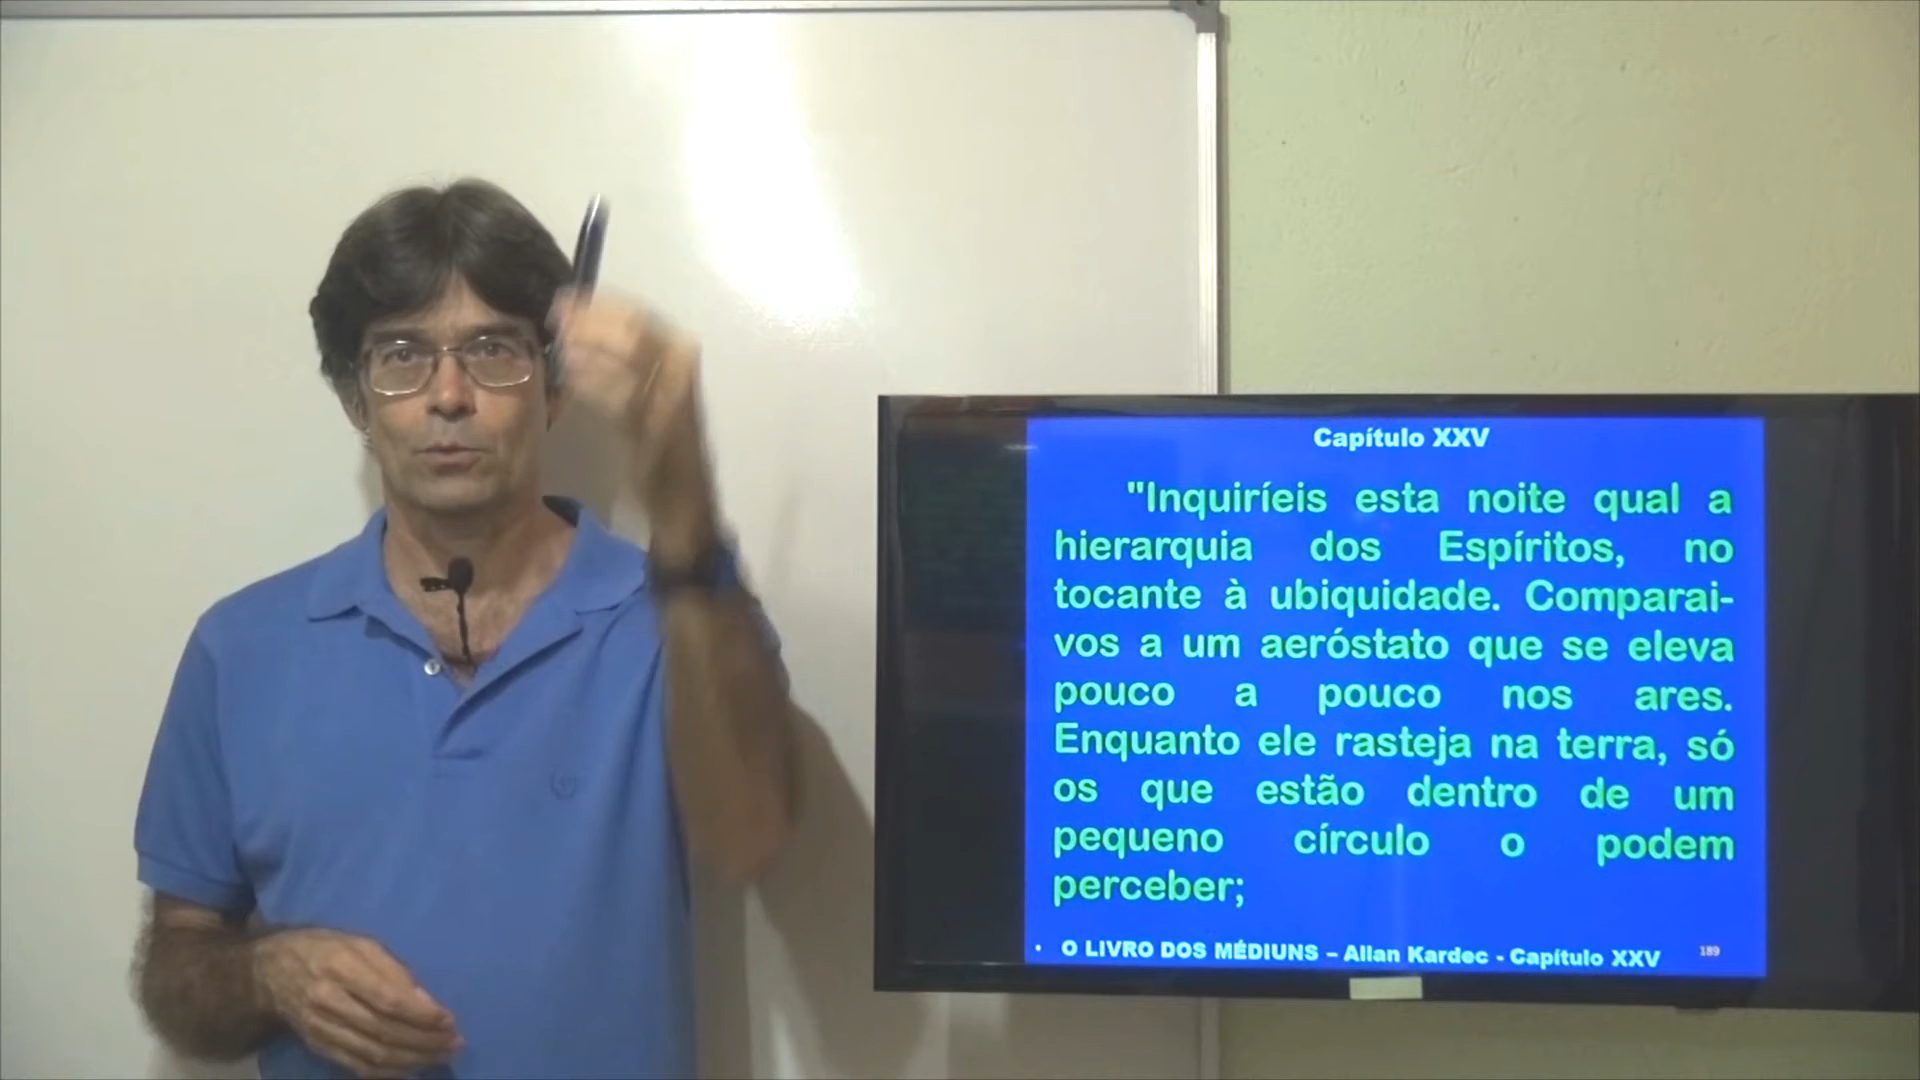 Capítulo XXV
"Inquiríeis esta noite qual a
hierarquia dos Espíritos, no
tocante à ubiquidade. Comparai-
vos a um aeróstato que se eleva
pouco a pouco nos ares.
Enquanto ele rasteja na terra, só
os que estão dentro de um
pequeno círculo o podem
perceber;
• O LIVRO DOS MÉDIUNS – Allan Kardec - Capítulo XXV 189